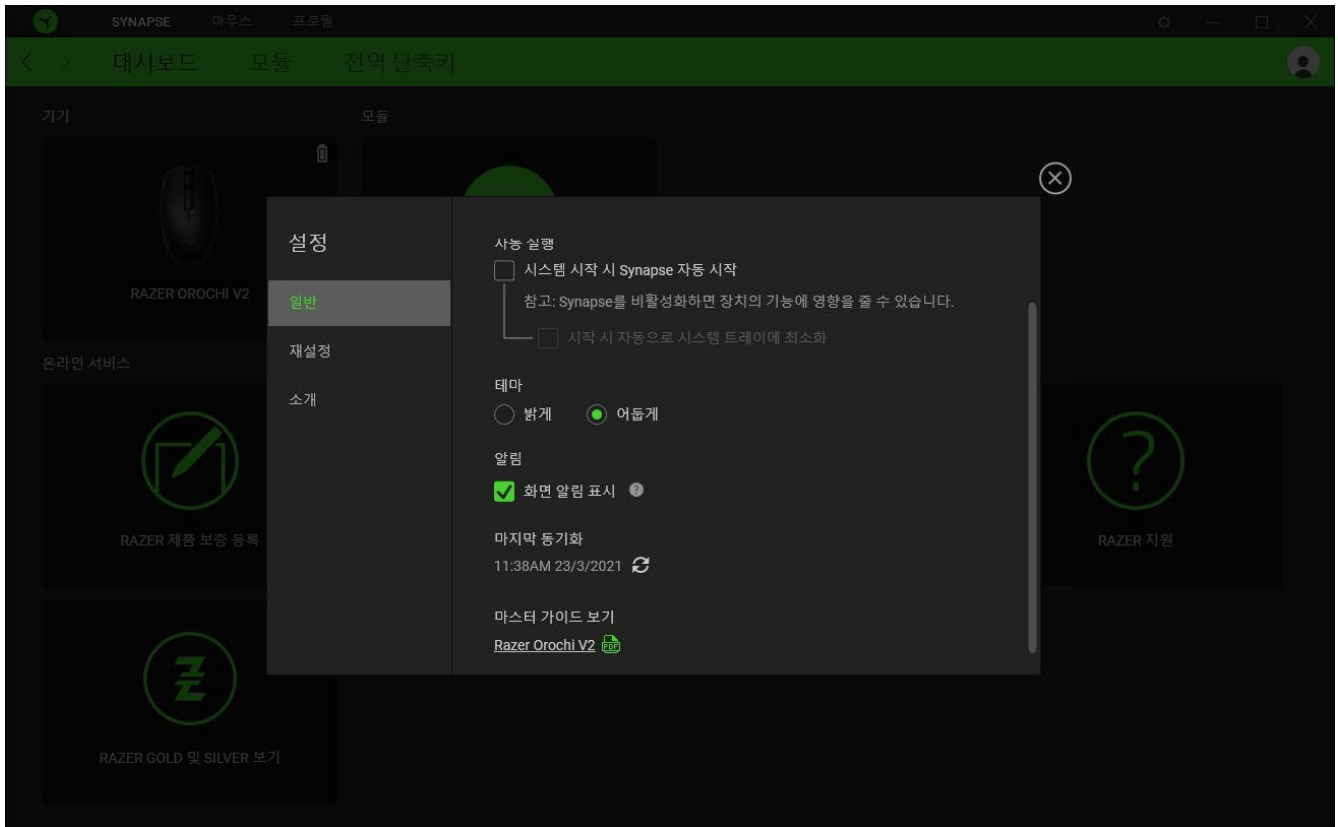 SYNAPSE 마우스 프로필
대시보드 모듈 전역 단축키
기기 모듈
RAZER OROCHI V2
온라인 서비스
RAZER 제품 보증 등록
RAZER 지원
RAZER GOLD 및 SILVER 보기
설정
일반
재설정
소개
자동 실행
시스템 시작 시 Synapse 자동 시작
참고: Synapse를 비활성화하면 장치의 기능에 영향을 줄 수 있습니다.
시작 시 자동으로 시스템 트레이에 최소화
테마
밝게 어둡게
알림
화면 알림 표시
마지막 동기화
11:38AM 23/3/2021
마스터 가이드 보기
Razer Orochi V2 PDF